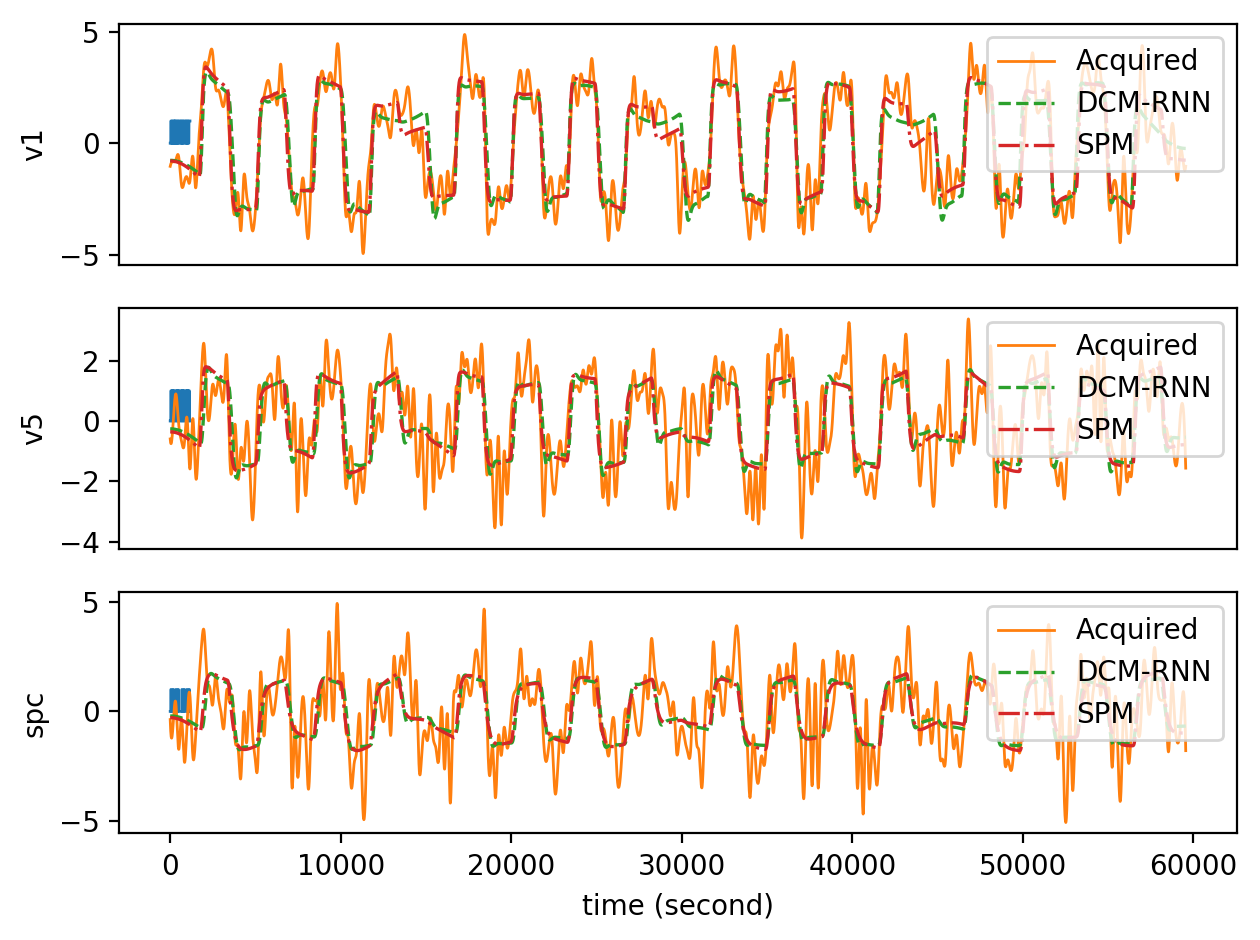 5
0
−5
v1
Acquired
DCM-RNN
SPM
2
0
−2
−4
v5
Acquired
DCM-RNN
SPM
5
0
−5
spc
Acquired
DCM-RNN
SPM
0 10000 20000 30000 40000 50000 60000
time (second)